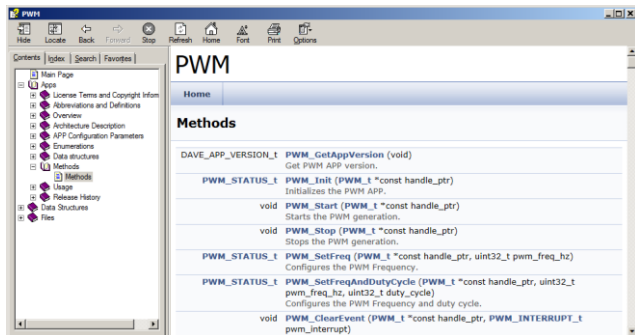 PWM
Hide Locate Back Forward Stop Refresh Home Font Print Options
Contents Index Search Favorites
Main Page
Apps
License Terms and Copyright Inform
Abbreviations and Definitions
Overview
Architecture Description
APP Configuration Parameters
Enumerations
Data structures
Methods
Methods
Usage
Release History
Data Structures
Files
PWM
Home
Methods
DAVE_APP_VERSION_t PWM_GetAppVersion (void)
Get PWM APP version.
PWM_STATUS_t PWM_Init (PWM_t *const handle_ptr)
Initializes the PWM APP.
void PWM_Start (PWM_t *const handle_ptr)
Starts the PWM generation.
void PWM_Stop (PWM_t *const handle_ptr)
Stops the PWM generation.
PWM_STATUS_t PWM_SetFreq (PWM_t *const handle_ptr, uint32_t pwm_freq_hz)
Configures the PWM Frequency.
PWM_STATUS_t PWM_SetFreqAndDutyCycle (PWM_t *const handle_ptr, uint32_t
pwm_freq_hz, uint32_t duty_cycle)
Configures the PWM Frequency and duty cycle.
void PWM_ClearEvent (PWM_t *const handle_ptr, PWM_INTERRUPT_t
pwm_interrupt)